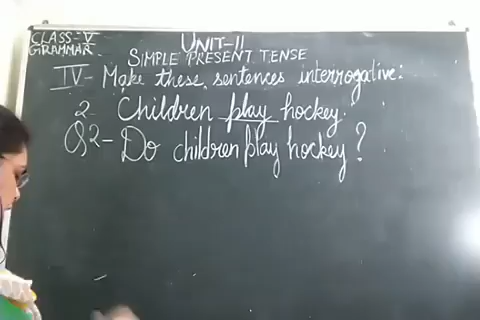 CLASS-V
GRAMMAR
UNIT-II
SIMPLE PRESENT TENSE
IV- Make these sentences interrogative:
2 Children play hockey.
Q2- Do children play hockey?